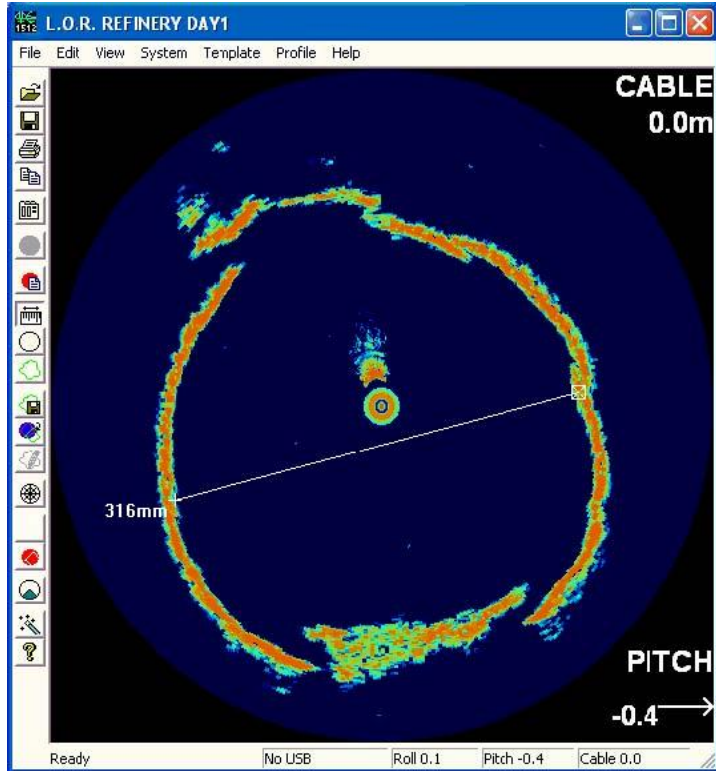 1512
L.O.R. REFINERY DAY1
File Edit View System Template Profile Help
CABLE
0.0m
316mm
PITCH
-0.4
Ready No USB Roll 0.1 Pitch -0.4 Cable 0.0